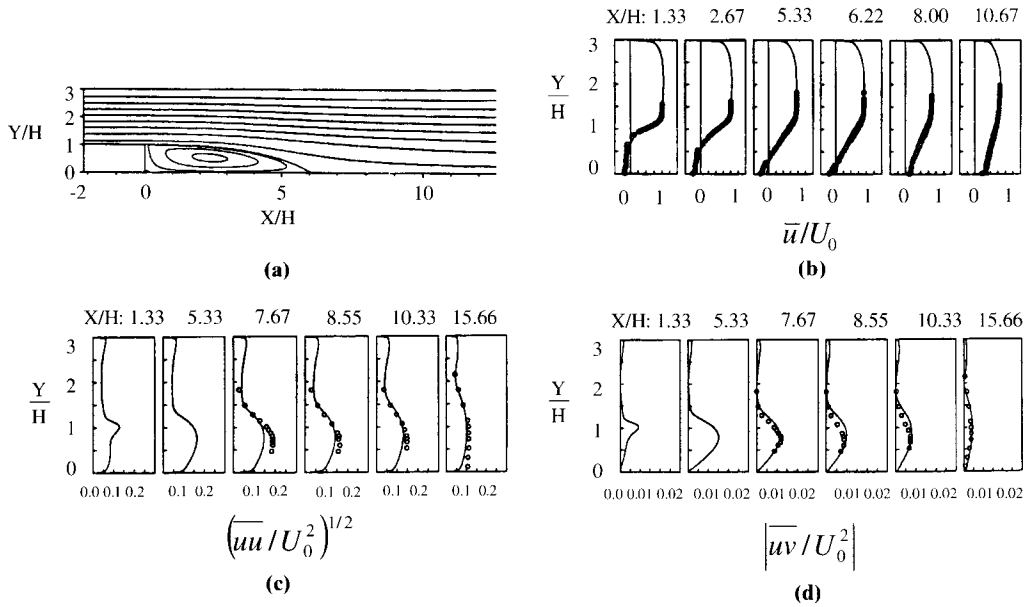 3
2
Y/H
1
0
-2 0 5 10
X/H
(a)
X/H: 1.33 2.67 5.33 6.22 8.00 10.67
3
Y
H
2
1
0
0 1 0 1 0 1 0 1 0 1 0 1
u̅/U₀
(b)
X/H: 1.33 5.33 7.67 8.55 10.33 15.66
3
Y
H
2
1
0
0.0 0.1 0.2 0.1 0.2 0.1 0.2 0.1 0.2 0.1 0.2 0.1 0.2
(u̅u̅/U₀²)^1/2
(c)
X/H: 1.33 5.33 7.67 8.55 10.33 15.66
3
Y
H
2
1
0
0.0 0.01 0.02 0.01 0.02 0.01 0.02 0.01 0.02 0.01 0.02 0.01 0.02
|u̅v̅/U₀²|
(d)